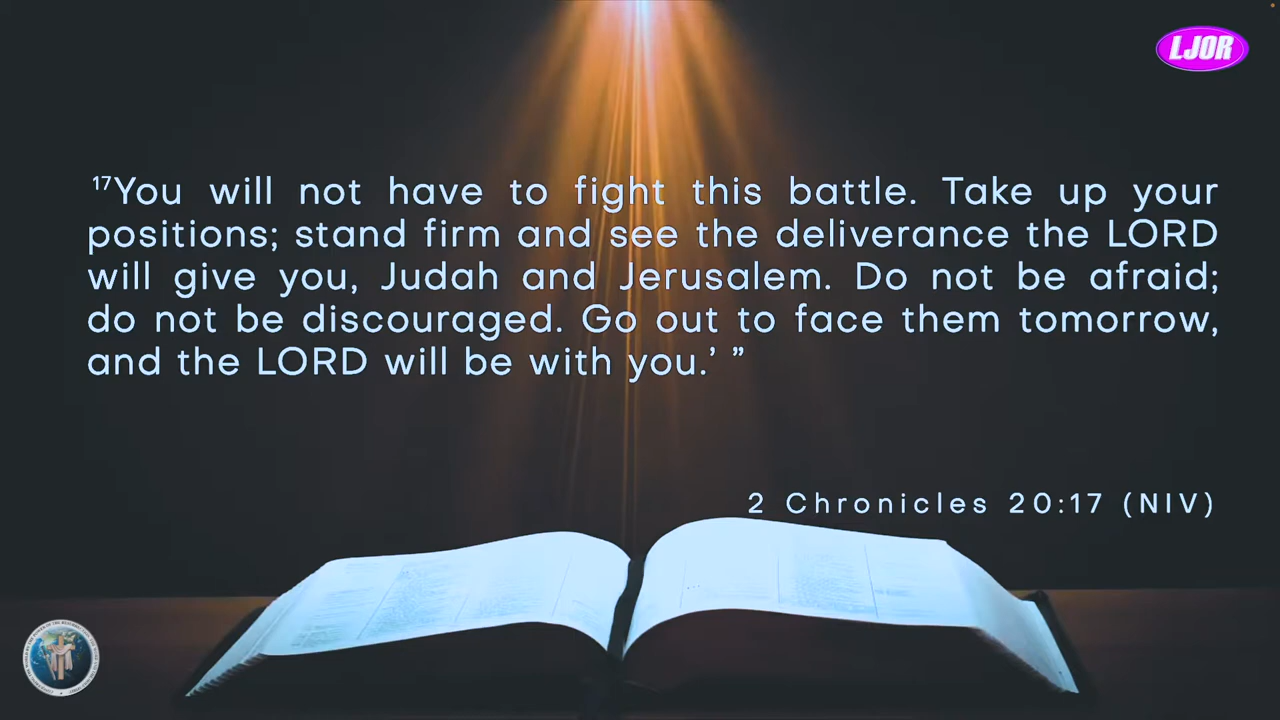 LJOR
¹⁷You will not have to fight this battle. Take up your
positions; stand firm and see the deliverance the LORD
will give you, Judah and Jerusalem. Do not be afraid;
do not be discouraged. Go out to face them tomorrow,
and the LORD will be with you.’ ”
2 Chronicles 20:17 (NIV)